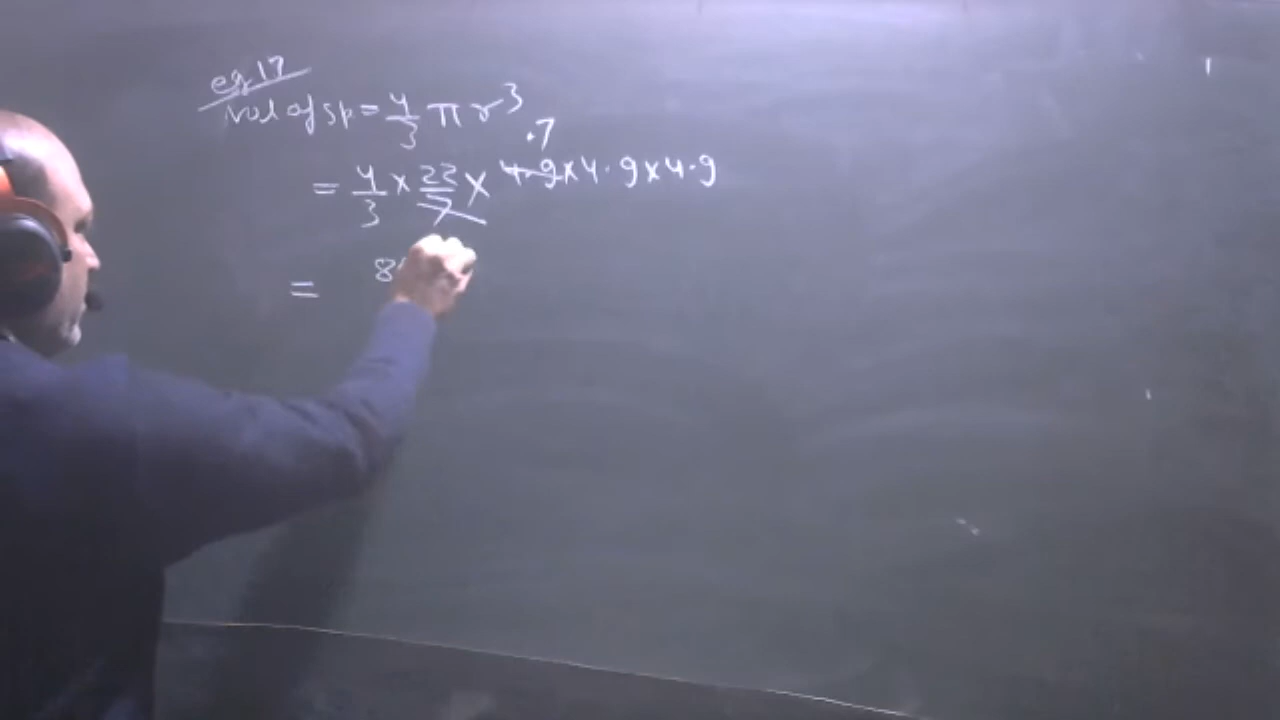 eg 17
Vol of sp = 4/3 π r³
.7
= 4/3 × 22/7 × 4.9 × 4.9 × 4.9
= 8